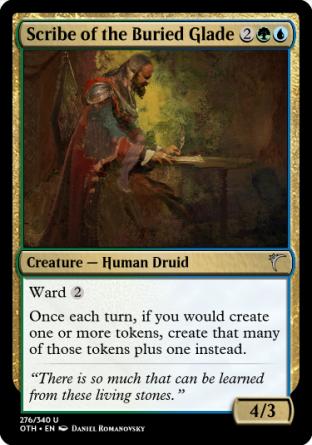 Scribe of the Buried Glade 2
Creature — Human Druid
Ward 2
Once each turn, if you would create
one or more tokens, create that many
of those tokens plus one instead.
“There is so much that can be learned
from these living stones.”
4/3
276/340 U
OTH • EN Daniel Romanovsky